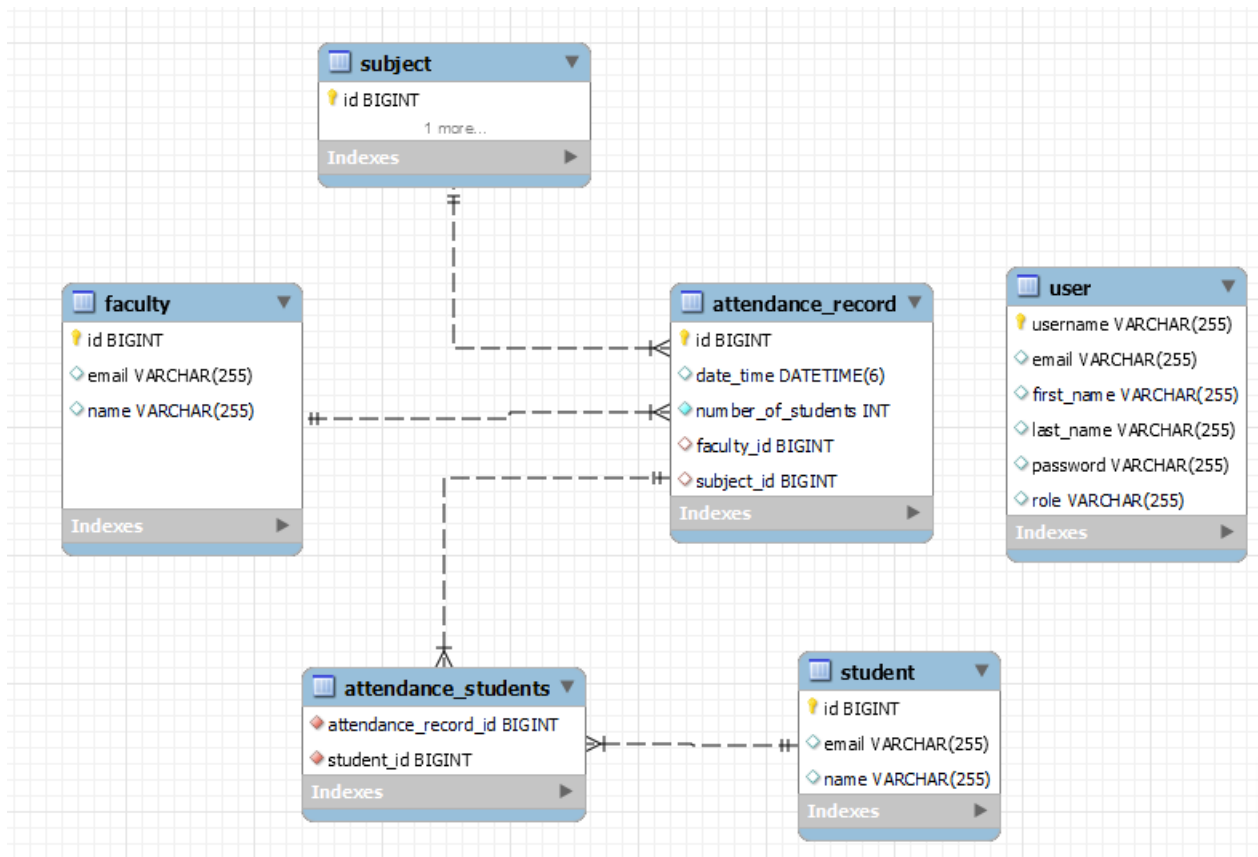 subject
id BIGINT
1 more...
Indexes
faculty
id BIGINT
email VARCHAR(255)
name VARCHAR(255)
Indexes
attendance_record
id BIGINT
date_time DATETIME(6)
number_of_students INT
faculty_id BIGINT
subject_id BIGINT
Indexes
user
username VARCHAR(255)
email VARCHAR(255)
first_name VARCHAR(255)
last_name VARCHAR(255)
password VARCHAR(255)
role VARCHAR(255)
Indexes
attendance_students
attendance_record_id BIGINT
student_id BIGINT
Indexes
student
id BIGINT
email VARCHAR(255)
name VARCHAR(255)
Indexes